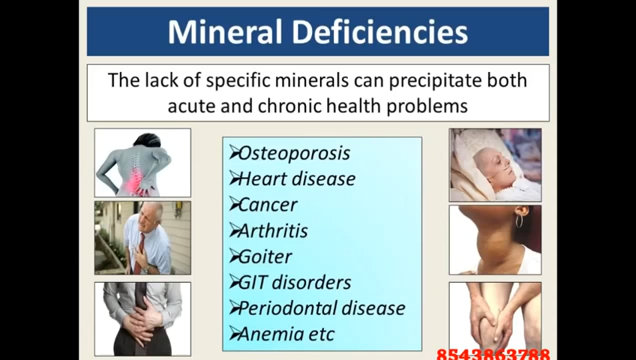 Mineral Deficiencies
The lack of specific minerals can precipitate both
acute and chronic health problems
Osteoporosis
Heart disease
Cancer
Arthritis
Goiter
GIT disorders
Periodontal disease
Anemia etc
8543863788